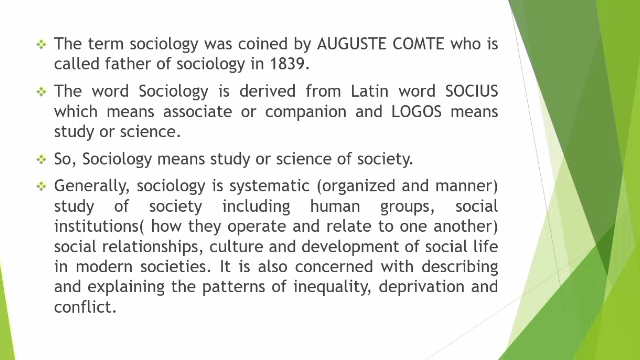 The term sociology was coined by AUGUSTE COMTE who is
called father of sociology in 1839.
The word Sociology is derived from Latin word SOCIUS
which means associate or companion and LOGOS means
study or science.
So, Sociology means study or science of society.
Generally, sociology is systematic (organized and manner)
study of society including human groups, social
institutions( how they operate and relate to one another)
social relationships, culture and development of social life
in modern societies. It is also concerned with describing
and explaining the patterns of inequality, deprivation and
conflict.